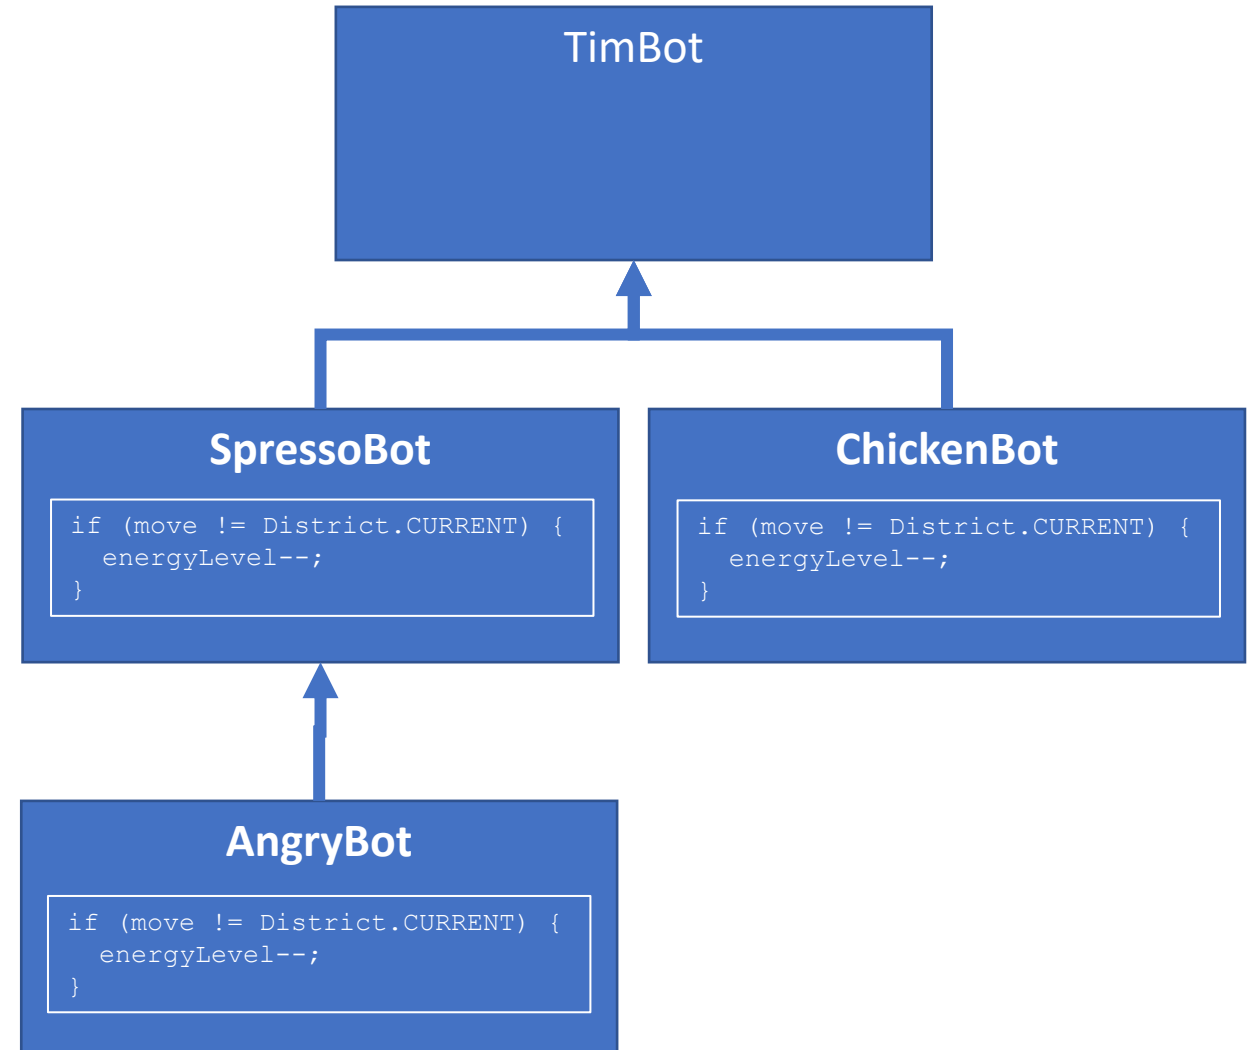 TimBot
SpressoBot
if (move != District.CURRENT) {
  energyLevel--;
}
ChickenBot
if (move != District.CURRENT) {
  energyLevel--;
}
AngryBot
if (move != District.CURRENT) {
  energyLevel--;
}